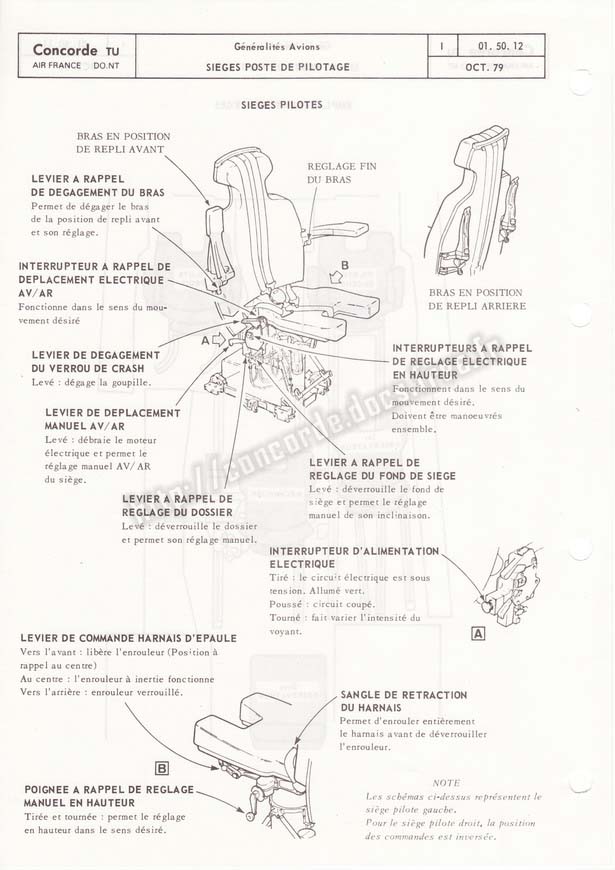 Concorde TU
AIR FRANCE DO.NT
Généralités Avions
SIEGES POSTE DE PILOTAGE
I
01. 50. 12
OCT. 79
SIEGES PILOTES
BRAS EN POSITION
DE REPLI AVANT
LEVIER A RAPPEL
DE DEGAGEMENT DU BRAS
Permet de dégager le bras
de la position de repli avant
et son réglage.
REGLAGE FIN
DU BRAS
INTERRUPTEUR A RAPPEL DE
DEPLACEMENT ELECTRIQUE
AV/AR
Fonctionne dans le sens du mou-
vement désiré
B
BRAS EN POSITION
DE REPLI ARRIERE
A
LEVIER DE DEGAGEMENT
DU VERROU DE CRASH
Levé : dégage la goupille.
INTERRUPTEURS A RAPPEL
DE REGLAGE ELECTRIQUE
EN HAUTEUR
Fonctionnent dans le sens du
mouvement désiré.
Doivent être manoeuvrés
ensemble.
LEVIER DE DEPLACEMENT
MANUEL AV/AR
Levé : débraie le moteur
électrique et permet le
réglage manuel AV/AR
du siège.
LEVIER A RAPPEL DE
REGLAGE DU FOND DE SIEGE
Levé : déverrouille le fond de
siège et permet le réglage
manuel de son inclinaison.
LEVIER A RAPPEL DE
REGLAGE DU DOSSIER
Levé : déverrouille le dossier
et permet son réglage manuel.
http://concorde.docavia.fr
INTERRUPTEUR D'ALIMENTATION
ELECTRIQUE
Tiré : le circuit électrique est sous
tension. Allumé vert.
Poussé : circuit coupé.
Tourné : fait varier l'intensité du
voyant.
A
LEVIER DE COMMANDE HARNAIS D'EPAULE
Vers l'avant : libère l'enrouleur (Position à
rappel au centre)
Au centre : l'enrouleur à inertie fonctionne
Vers l'arrière : enrouleur verrouillé.
SANGLE DE RETRACTION
DU HARNAIS
Permet d'enrouler entièrement
le harnais avant de déverrouiller
l'enrouleur.
B
POIGNEE A RAPPEL DE REGLAGE
MANUEL EN HAUTEUR
Tirée et tournée : permet le réglage
en hauteur dans le sens désiré.
NOTE
Les schémas ci-dessus représentent le
siège pilote gauche.
Pour le siège pilote droit, la position
des commandes est inversée.